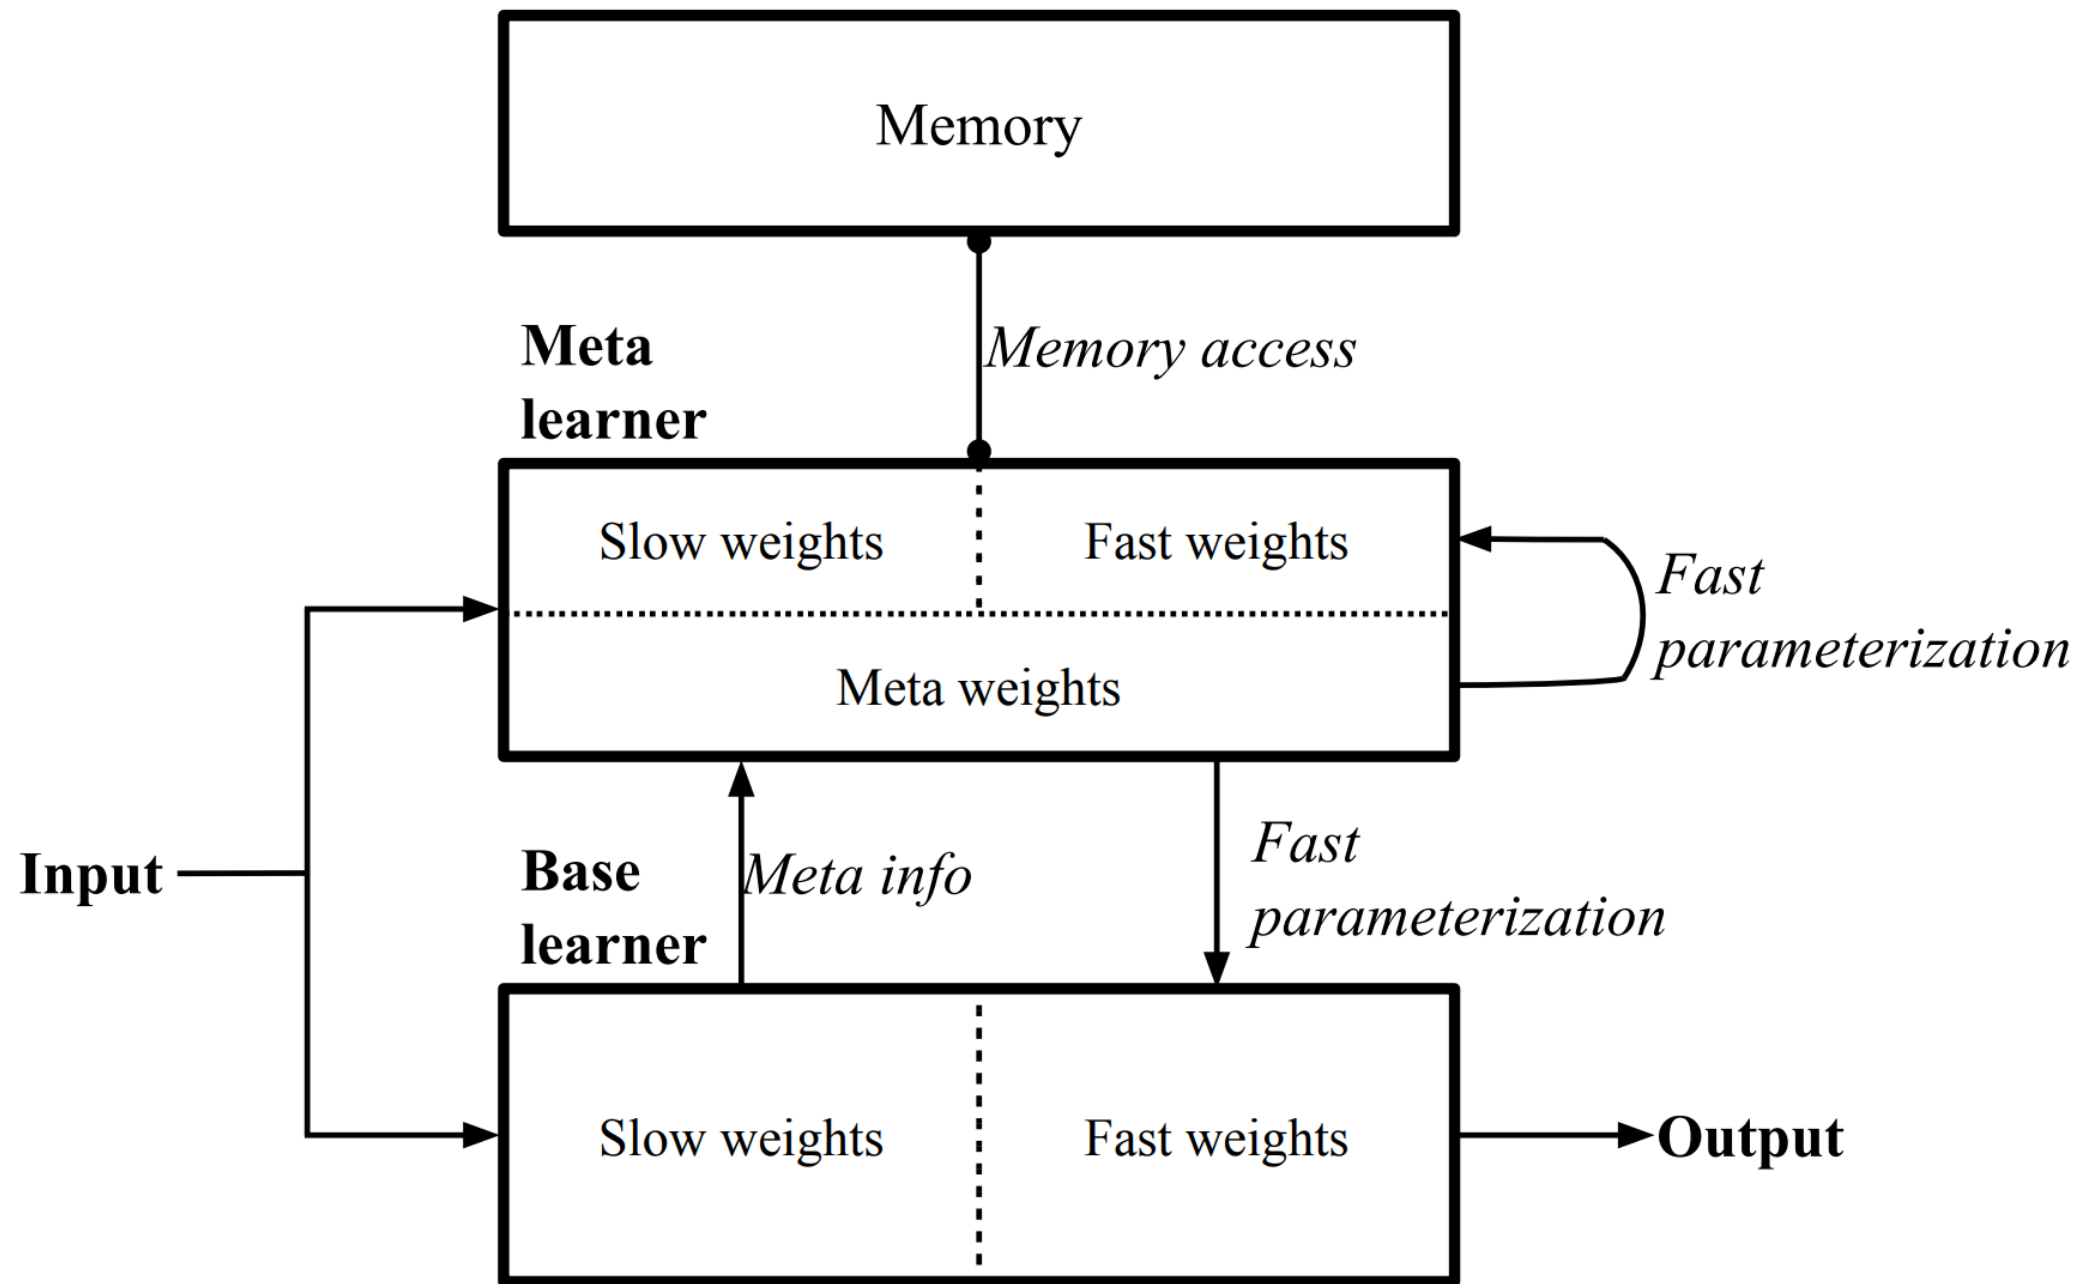 Memory
Memory access
Meta
learner
Slow weights
Fast weights
Meta weights
Fast
parameterization
Input
Base
learner
Meta info
Fast
parameterization
Slow weights
Fast weights
Output